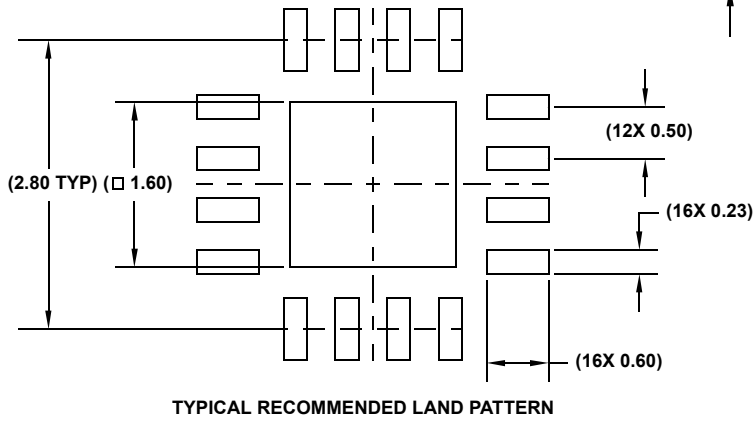 (12X 0.50)
(2.80 TYP) (□ 1.60)
(16X 0.23)
(16X 0.60)
TYPICAL RECOMMENDED LAND PATTERN